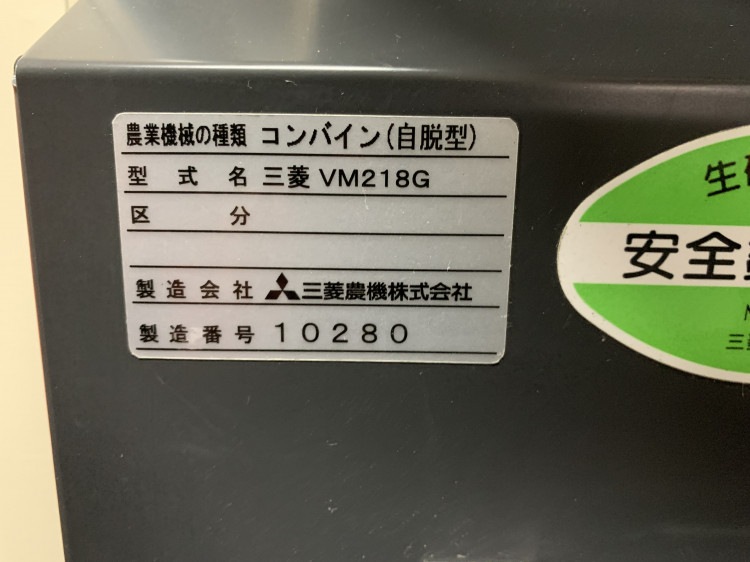 農業機械の種類 コンバイン(自脱型)
型式名 三菱 VM218G
区分
製造会社 三菱農機株式会社
製造番号 10280
生
安全
三